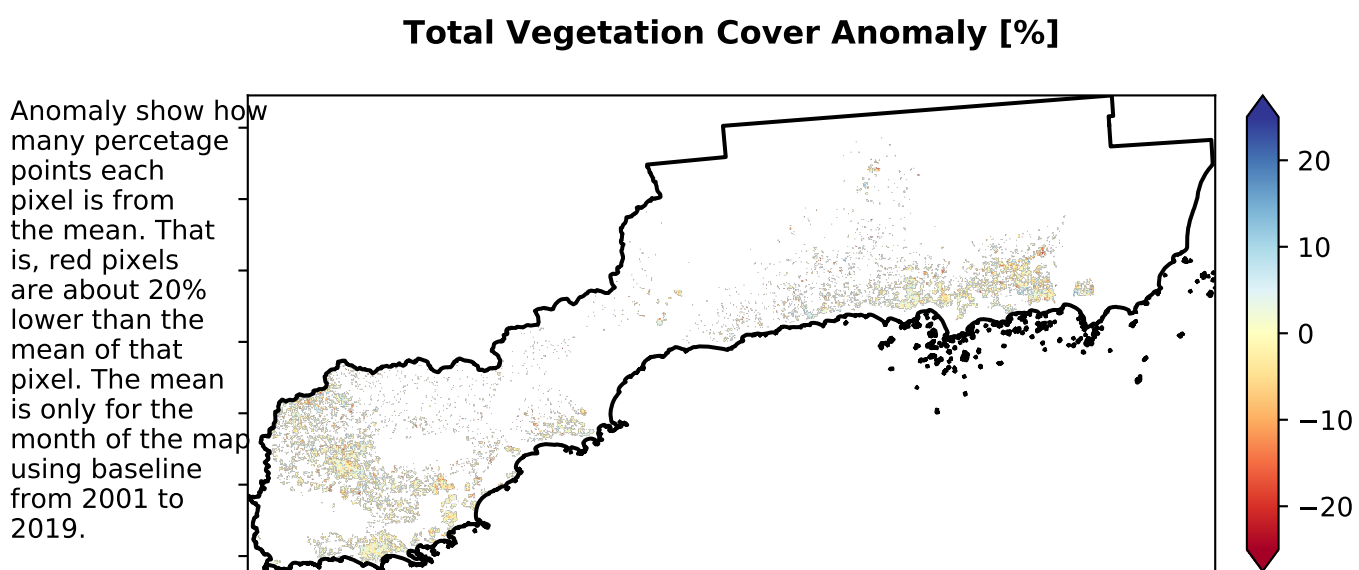 Total Vegetation Cover Anomaly [%]
Anomaly show how
many percetage
points each
pixel is from
the mean. That
is, red pixels
are about 20%
lower than the
mean of that
pixel. The mean
is only for the
month of the map
using baseline
from 2001 to
2019.
20
10
0
−10
−20